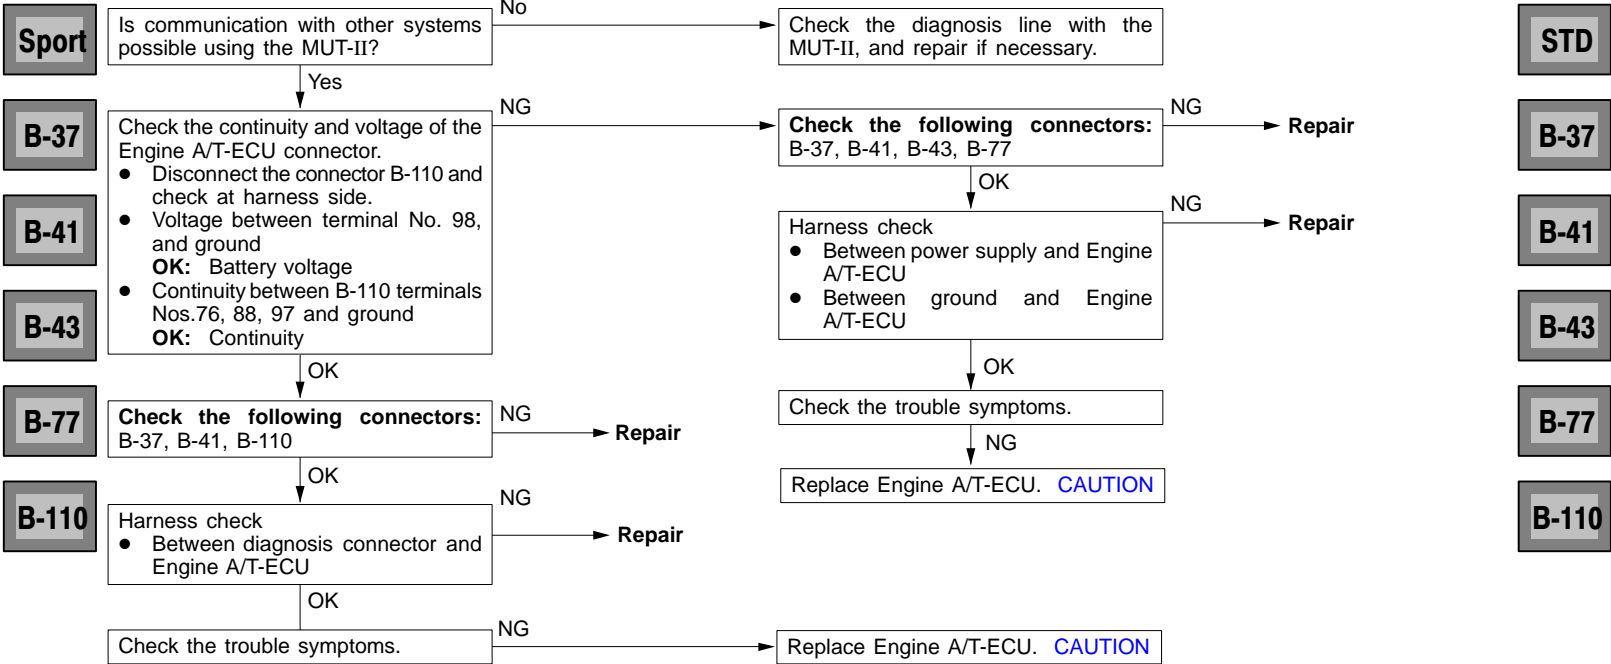 Sport
B-37
B-41
B-43
B-77
B-110
Is communication with other systems
possible using the MUT-II?
No
Check the diagnosis line with the
MUT-II, and repair if necessary.
Yes
Check the continuity and voltage of the
Engine A/T-ECU connector.
● Disconnect the connector B-110 and
check at harness side.
● Voltage between terminal No. 98,
and ground
OK: Battery voltage
● Continuity between B-110 terminals
Nos.76, 88, 97 and ground
OK: Continuity
NG
Check the following connectors:
B-37, B-41, B-43, B-77
NG
Repair
OK
Harness check
● Between power supply and Engine
A/T-ECU
● Between ground and Engine
A/T-ECU
NG
Repair
OK
Check the trouble symptoms.
NG
Replace Engine A/T-ECU. CAUTION
OK
Check the following connectors:
B-37, B-41, B-110
NG
Repair
OK
Harness check
● Between diagnosis connector and
Engine A/T-ECU
NG
Repair
OK
Check the trouble symptoms.
NG
Replace Engine A/T-ECU. CAUTION
STD
B-37
B-41
B-43
B-77
B-110